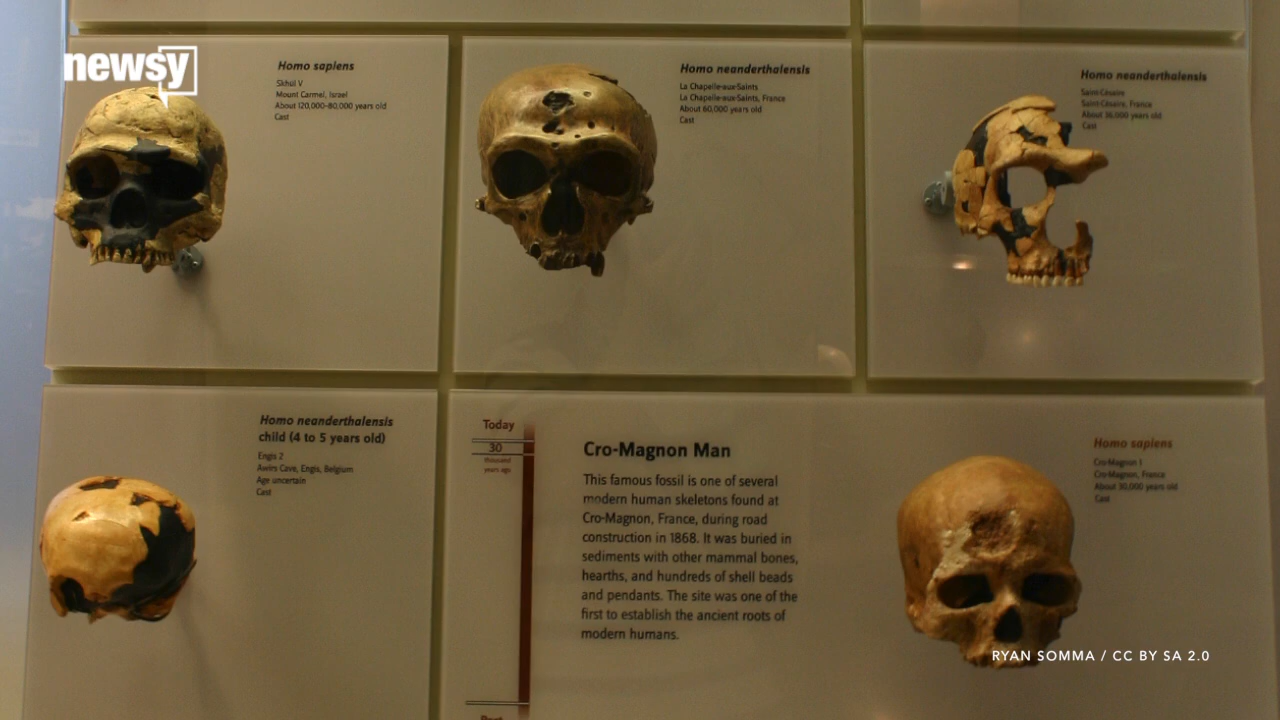 newsy
Homo sapiens
Skhūl V
Mount Carmel, Israel
About 120,000–80,000 years old
Cast
Homo neanderthalensis
La Chapelle-aux-Saints
La Chapelle-aux-Saints, France
About 60,000 years old
Cast
Homo neanderthalensis
Saint-Césaire
Saint-Césaire, France
About 36,000 years old
Cast
Homo neanderthalensis
child (4 to 5 years old)
Engis 2
Awirs Cave, Engis, Belgium
Age uncertain
Cast
Today
30
thousand
years ago
Cro-Magnon Man
This famous fossil is one of several
modern human skeletons found at
Cro-Magnon, France, during road
construction in 1868. It was buried in
sediments with other mammal bones,
hearths, and hundreds of shell beads
and pendants. The site was one of the
first to establish the ancient roots of
modern humans.
Homo sapiens
Cro-Magnon 1
Cro-Magnon, France
About 30,000 years old
Cast
RYAN SOMMA / CC BY SA 2.0